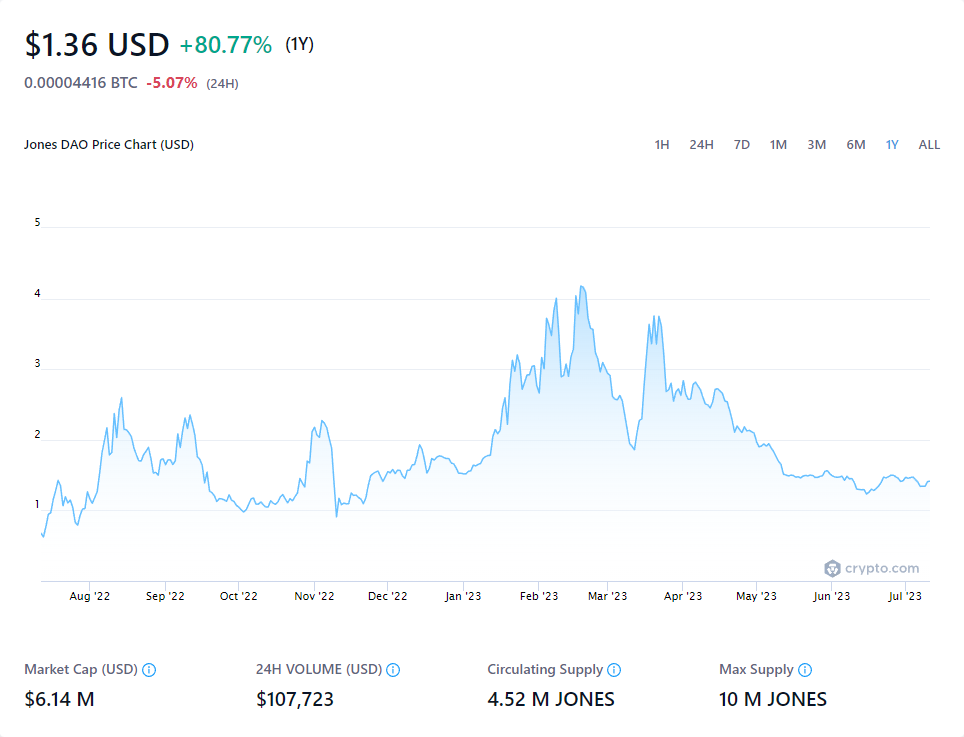 $1.36 USD +80.77% (1Y)
0.00004416 BTC -5.07% (24H)
Jones DAO Price Chart (USD) 1H 24H 7D 1M 3M 6M 1Y ALL
5
4
3
2
1
crypto.com
Aug '22 Sep '22 Oct '22 Nov '22 Dec '22 Jan '23 Feb '23 Mar '23 Apr '23 May '23 Jun '23 Jul '23
Market Cap (USD) 24H VOLUME (USD) Circulating Supply Max Supply
$6.14 M $107,723 4.52 M JONES 10 M JONES